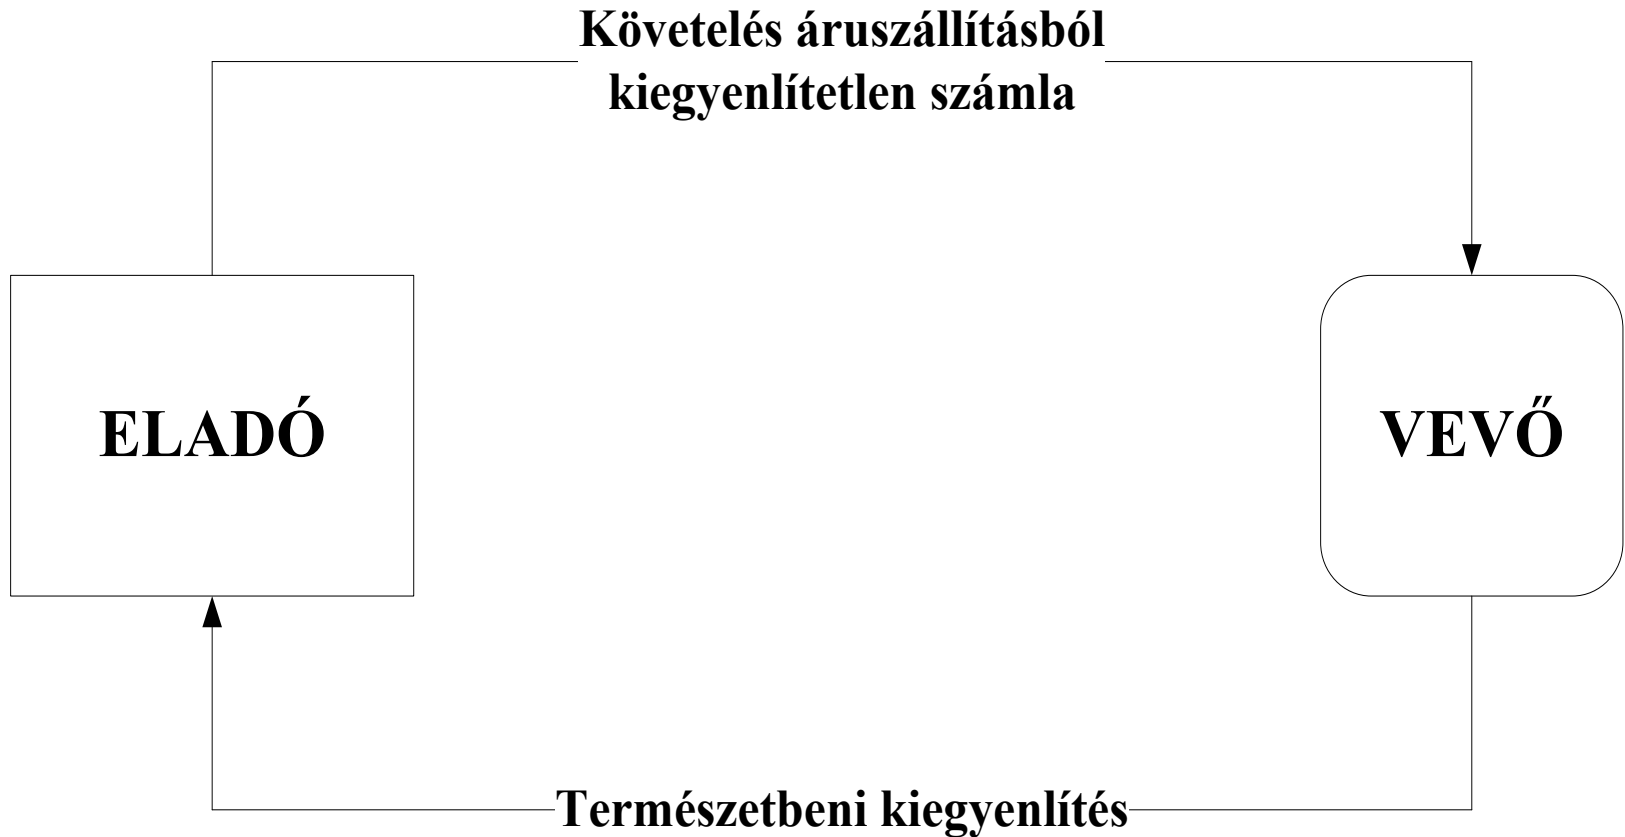 Követelés áruszállításból
kiegyenlítetlen számla
ELADÓ
VEVŐ
Természetbeni kiegyenlítés